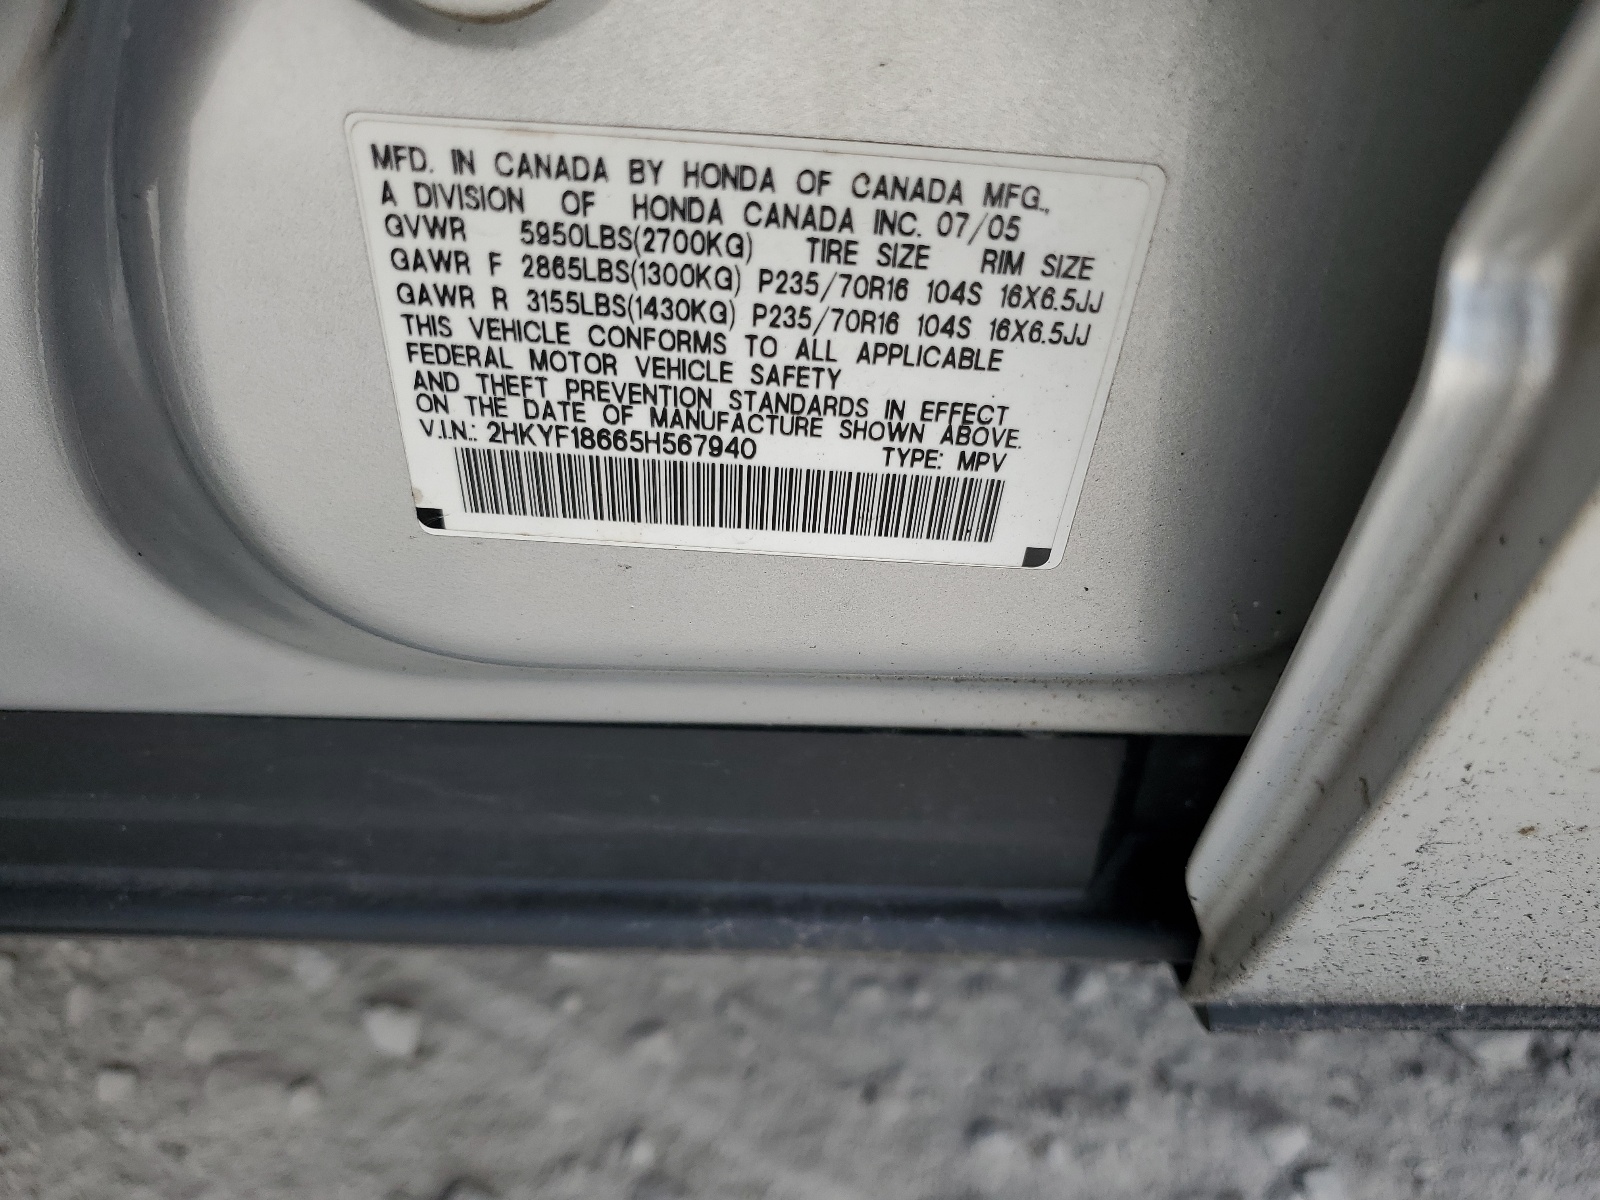 MFD. IN CANADA BY HONDA OF CANADA MFG.,
A DIVISION OF HONDA CANADA INC. 07/05
GVWR 5950LBS(2700KG) TIRE SIZE RIM SIZE
GAWR F 2865LBS(1300KG) P235/70R16 104S 16X6.5JJ
GAWR R 3155LBS(1430KG) P235/70R16 104S 16X6.5JJ
THIS VEHICLE CONFORMS TO ALL APPLICABLE
FEDERAL MOTOR VEHICLE SAFETY
AND THEFT PREVENTION STANDARDS IN EFFECT
ON THE DATE OF MANUFACTURE SHOWN ABOVE.
V.I.N.: 2HKYF18665H567940 TYPE: MPV